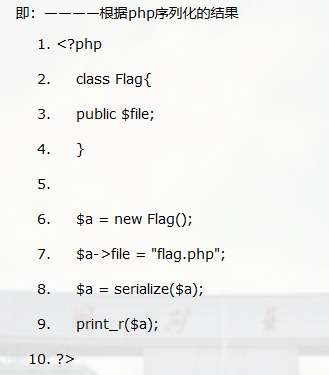 即：————根据php序列化的结果
1. <?php
2. class Flag{
3. public $file;
4. }
5.
6. $a = new Flag();
7. $a->file = "flag.php";
8. $a = serialize($a);
9. print_r($a);
10. ?>